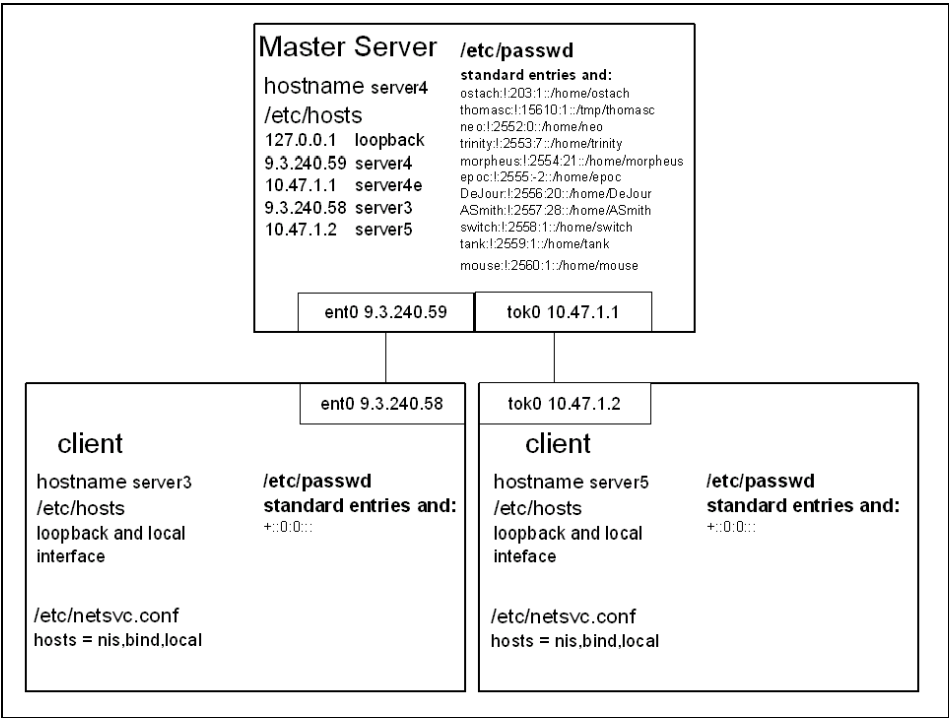 Master Server
hostname server4
/etc/hosts
127.0.0.1 loopback
9.3.240.59 server4
10.47.1.1 server4e
9.3.240.58 server3
10.47.1.2 server5
/etc/passwd
standard entries and:
ostach:!:203:1::/home/ostach
thomasc:!:15610:1::/tmp/thomasc
neo:!:2552:0::/home/neo
trinity:!:2553:7::/home/trinity
morpheus:!:2554:21::/home/morpheus
epoc:!:2555:-2::/home/epoc
DeJour:!:2556:20::/home/DeJour
ASmith:!:2557:28::/home/ASmith
switch:!:2558:1::/home/switch
tank:!:2559:1::/home/tank
mouse:!:2560:1::/home/mouse
ent0 9.3.240.59
tok0 10.47.1.1
ent0 9.3.240.58
client
hostname server3
/etc/hosts
loopback and local
interface
/etc/passwd
standard entries and:
+::0:0:::
/etc/netsvc.conf
hosts = nis,bind,local
tok0 10.47.1.2
client
hostname server5
/etc/hosts
loopback and local
inteface
/etc/passwd
standard entries and:
+::0:0:::
/etc/netsvc.conf
hosts = nis,bind,local